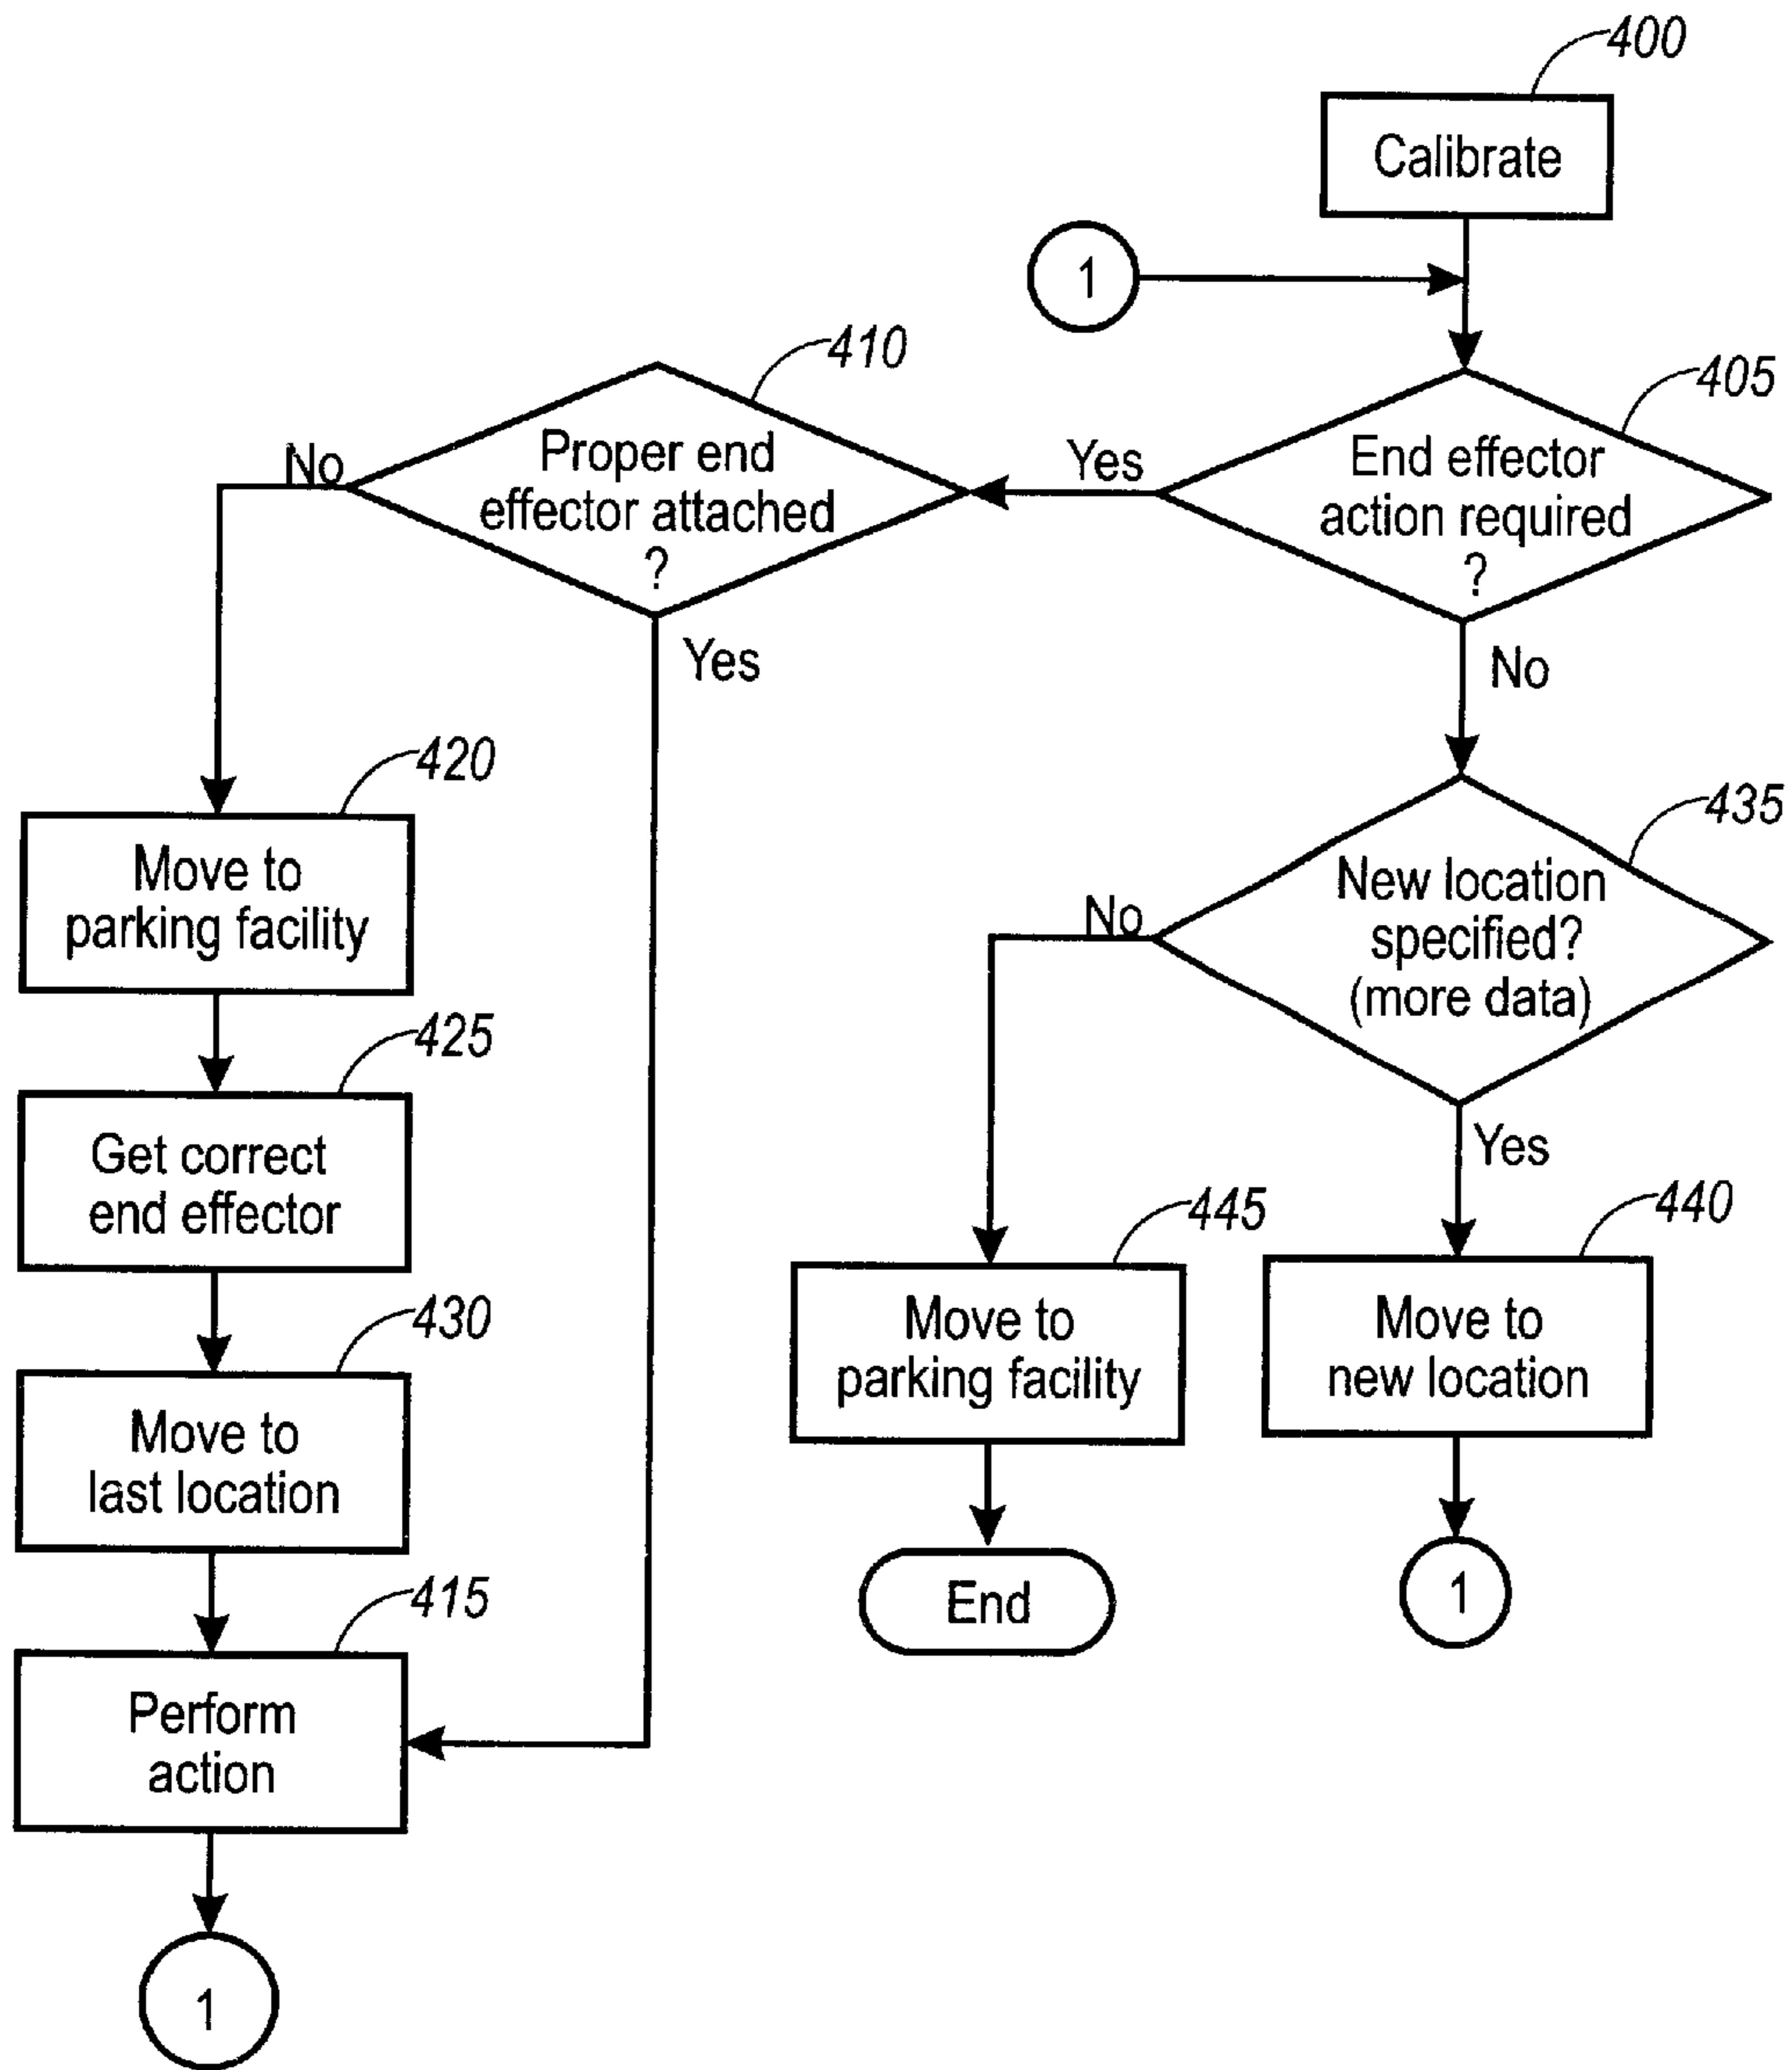 400
Calibrate
1
410
405
No
Proper end
effector attached
?
Yes
End effector
action required
?
Yes
No
420
Move to
parking facility
435
New location
specified?
(more data)
No
Yes
425
Get correct
end effector
445
Move to
parking facility
440
Move to
new location
430
Move to
last location
End
1
415
Perform
action
1